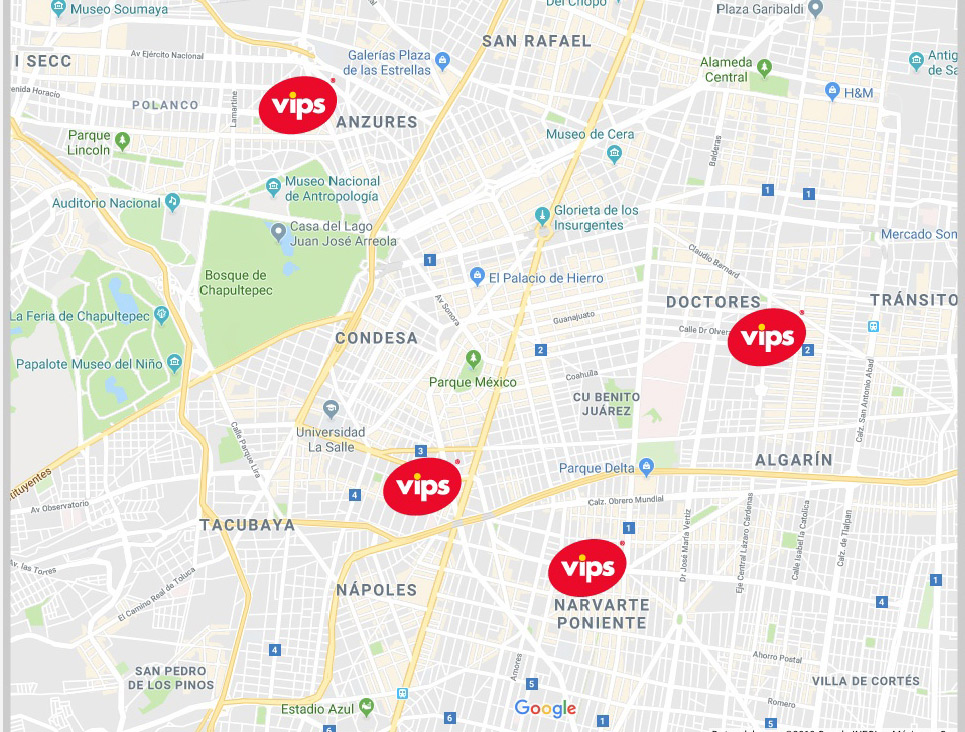 Museo Soumaya
Del Chopo
Plaza Garibaldi
SAN RAFAEL
I SECC
Av Ejército Nacional
Galerías Plaza
de las Estrellas
Alameda
Central
Antig
de Sa
enida Horacio
POLANCO
Lamartine
vips
ANZURES
H&M
Parque
Lincoln
Museo de Cera
Balderas
Museo Nacional
de Antropología
1
1
Auditorio Nacional
Glorieta de los
Insurgentes
Casa del Lago
Juan José Arreola
Mercado Son
1
Claudio Bernard
Bosque de
Chapultepec
El Palacio de Hierro
Av Sonora
DOCTORES
TRÁNSITO
La Feria de Chapultepec
Guanajuato
Calle Dr Olvera
vips
CONDESA
2
2
Papalote Museo del Niño
Parque México
Coahuila
Calz. San Antonio Abad
CU BENITO
JUÁREZ
Universidad
La Salle
Calle Parque Lira
3
ALGARÍN
Parque Delta
tituyentes
vips
4
Av Observatorio
Calz. Obrero Mundial
TACUBAYA
1
Dr José María Vertiz
Eje Central Lázaro Cárdenas
Calle Isabel la Católica
Calz. de Tlalpan
Av. las Torres
vips
El Camino Real de Toluca
NÁPOLES
1
NARVARTE
PONIENTE
4
4
Amores
Ahorro Postal
SAN PEDRO
DE LOS PINOS
VILLA DE CORTÉS
5
Estadio Azul
Google
Romero
6
1
5
6